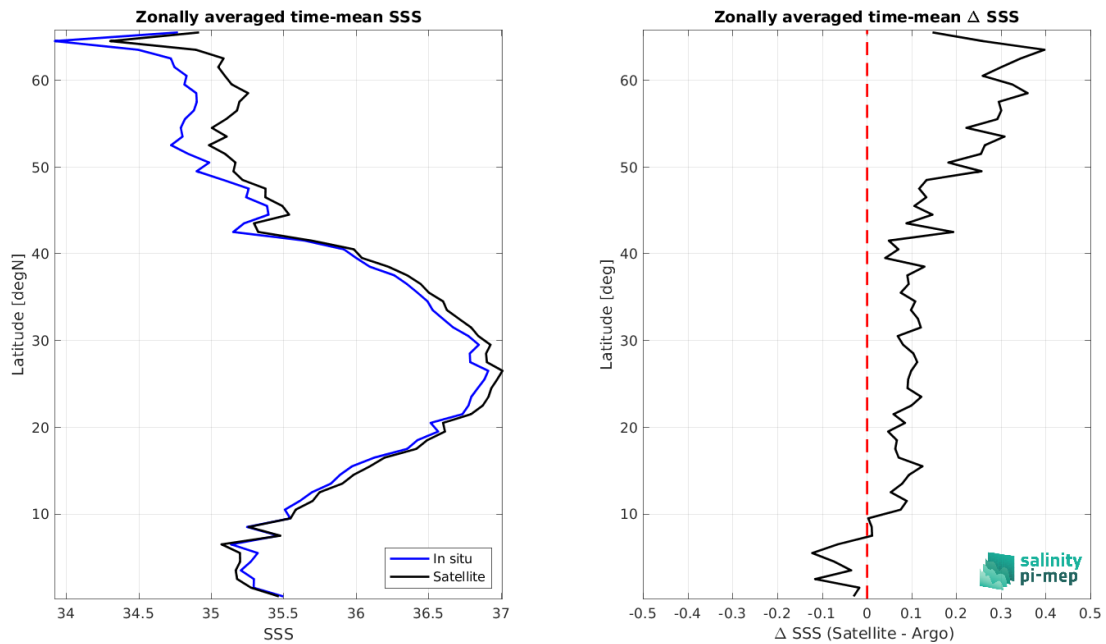 Zonally averaged time-mean SSS
60
50
40
30
20
10
Latitude [degN]
34 34.5 35 35.5 36 36.5 37
SSS
In situ
Satellite
Zonally averaged time-mean Δ SSS
60
50
40
30
20
10
Latitude [deg]
-0.5 -0.4 -0.3 -0.2 -0.1 0 0.1 0.2 0.3 0.4 0.5
Δ SSS (Satellite - Argo)
salinity
pi-mep